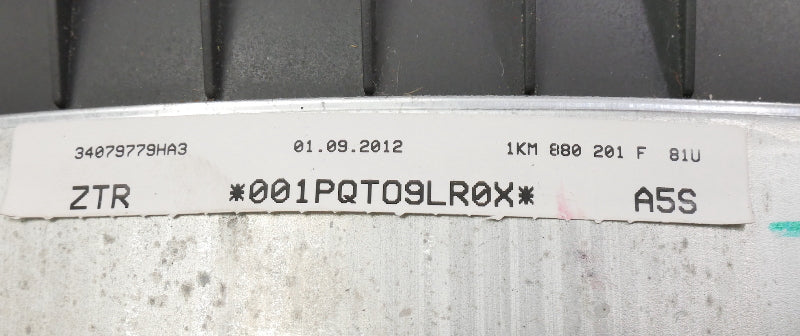 34079779HA3 01.09.2012 1KM 880 201 F 81U
ZTR *001PQT09LR0X* A5S